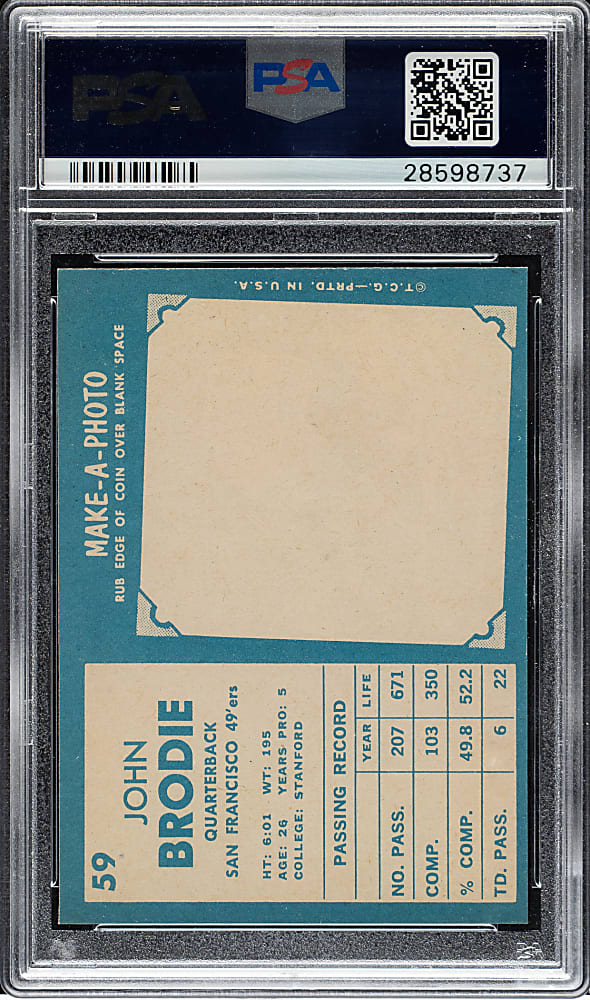 PSA
PSA
28598737
©T.C.G.—PRTD. IN U.S.A.
MAKE-A-PHOTO
RUB EDGE OF COIN OVER BLANK SPACE
59
JOHN
BRODIE
QUARTERBACK
SAN FRANCISCO 49'ers
HT: 6:01 WT: 195
AGE: 26 YEARS PRO: 5
COLLEGE: STANFORD
PASSING RECORD
YEAR LIFE
NO. PASS. 207 671
COMP. 103 350
% COMP. 49.8 52.2
TD. PASS. 6 22